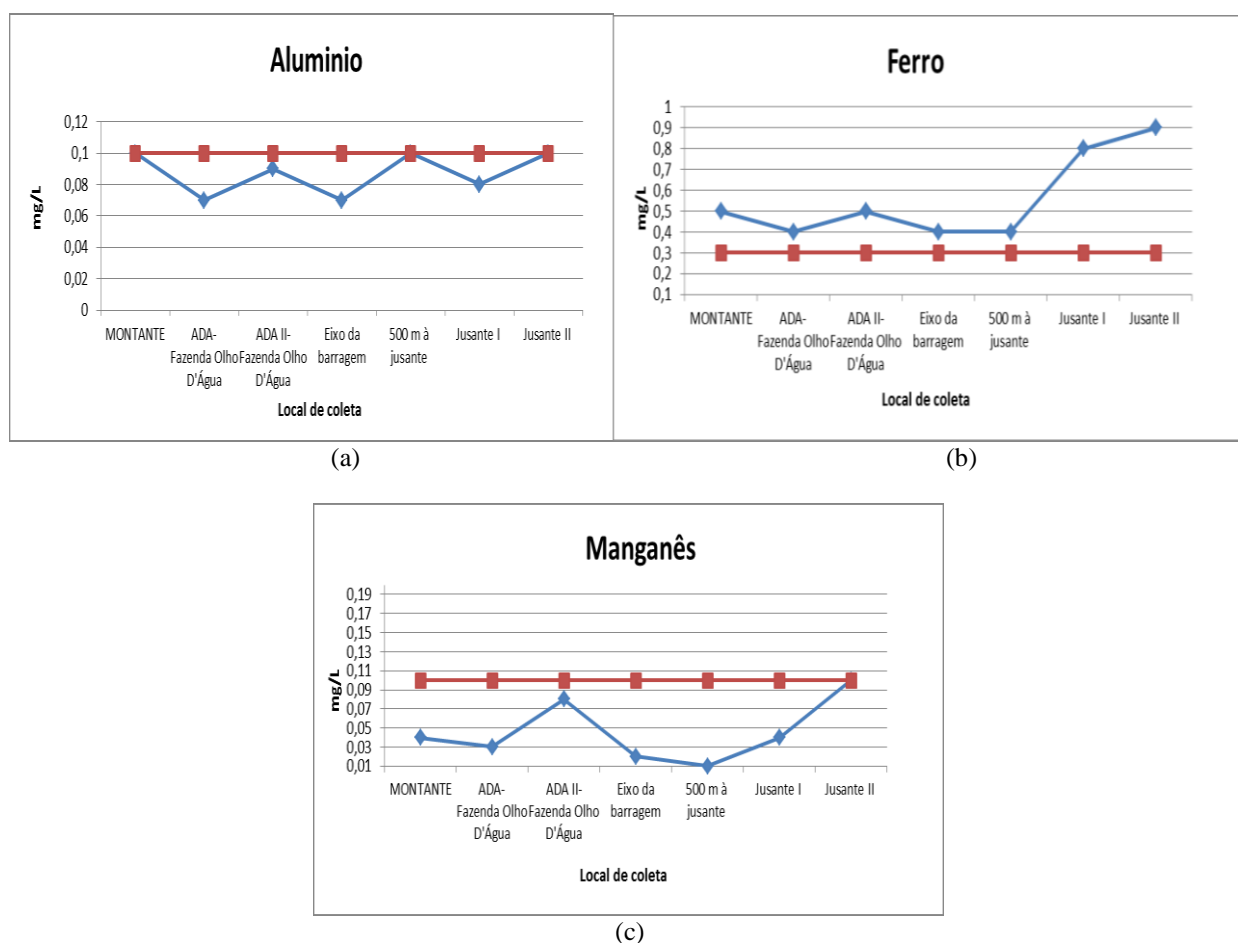 Aluminio
0,12
0,1
0,08
0,06
0,04
0,02
0
mg/L
MONTANTE ADA- ADA II- Eixo da 500 m à Jusante I Jusante II
Fazenda Olho Fazenda Olho barragem jusante
D'Água D'Água
Local de coleta
(a)
Ferro
1
0,9
0,8
0,7
0,6
0,5
0,4
0,3
0,2
0,1
mg/L
MONTANTE ADA- ADA II- Eixo da 500 m à Jusante I Jusante II
Fazenda Olho Fazenda Olho barragem jusante
D'Água D'Água
Local de coleta
(b)
Manganês
0,19
0,17
0,15
0,13
0,11
0,09
0,07
0,05
0,03
0,01
mg/L
MONTANTE ADA- ADA II- Eixo da 500 m à Jusante I Jusante II
Fazenda Olho Fazenda Olho barragem jusante
D'Água D'Água
Local de coleta
(c)